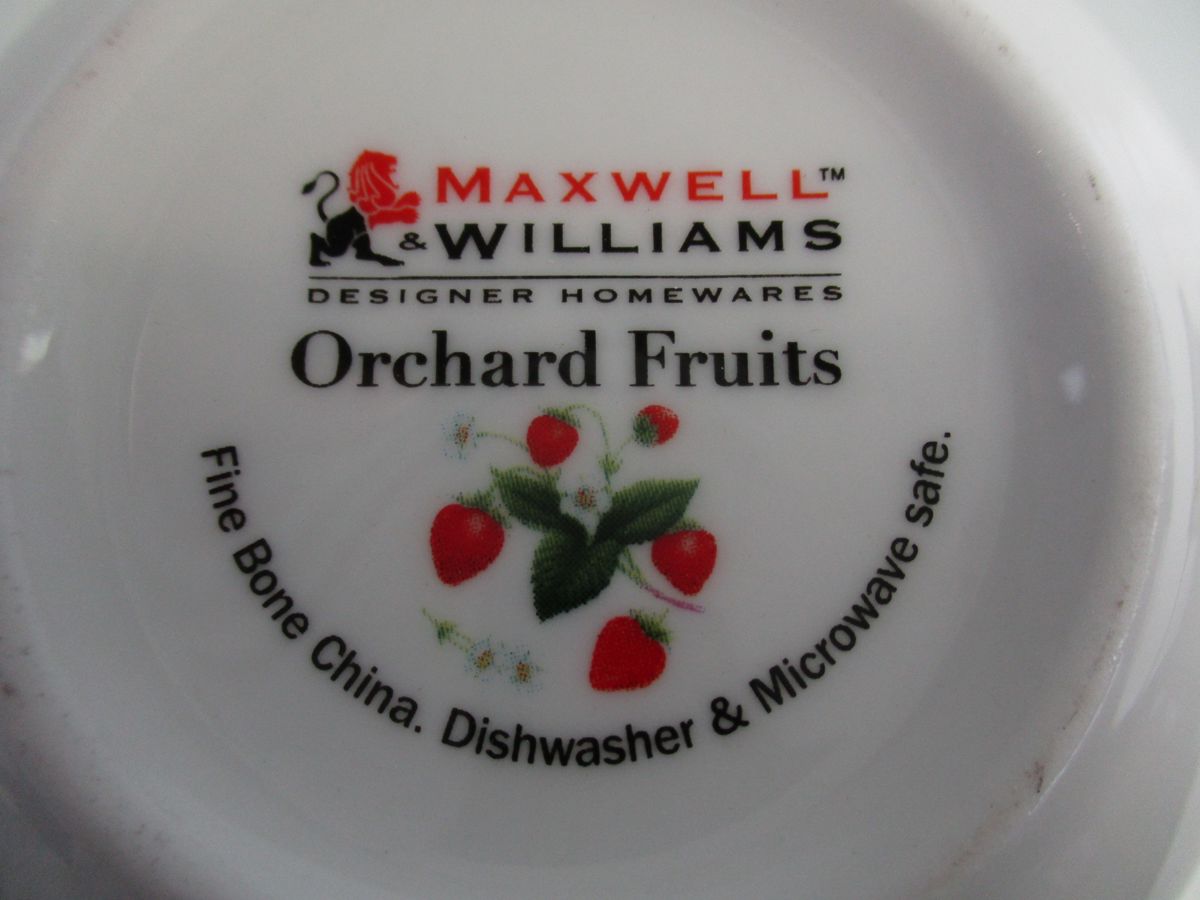 MAXWELL™
& WILLIAMS
DESIGNER HOMEWARES
Orchard Fruits
Fine Bone China. Dishwasher & Microwave safe.